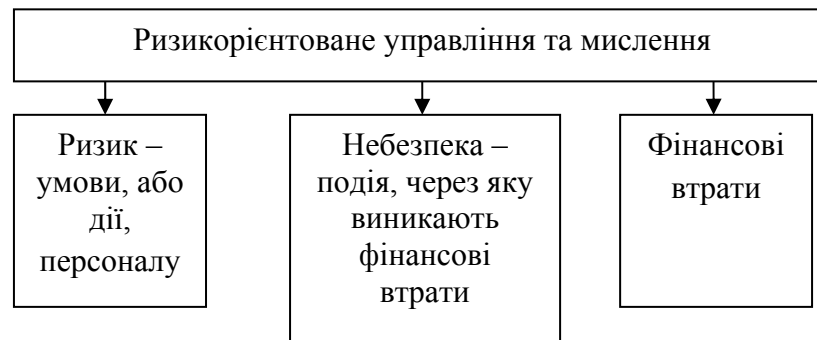 Ризикорієнтоване управління та мислення
Ризик –
умови, або
дії,
персоналу
Небезпека –
подія, через яку
виникають
фінансові
втрати
Фінансові
втрати